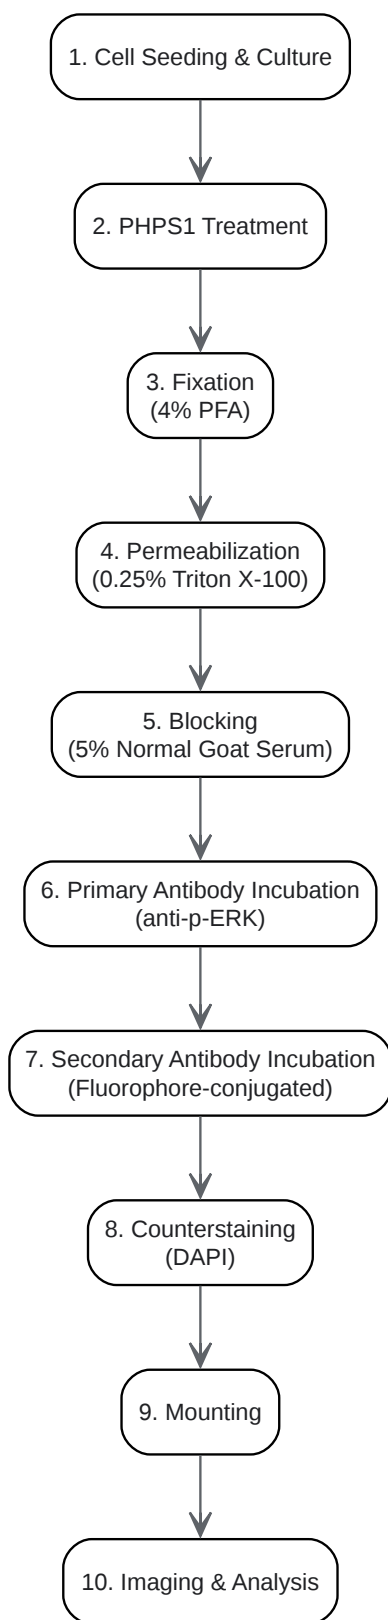 1. Cell Seeding & Culture
2. PHPS1 Treatment
3. Fixation
(4% PFA)
4. Permeabilization
(0.25% Triton X-100)
5. Blocking
(5% Normal Goat Serum)
6. Primary Antibody Incubation
(anti-p-ERK)
7. Secondary Antibody Incubation
(Fluorophore-conjugated)
8. Counterstaining
(DAPI)
9. Mounting
10. Imaging & Analysis